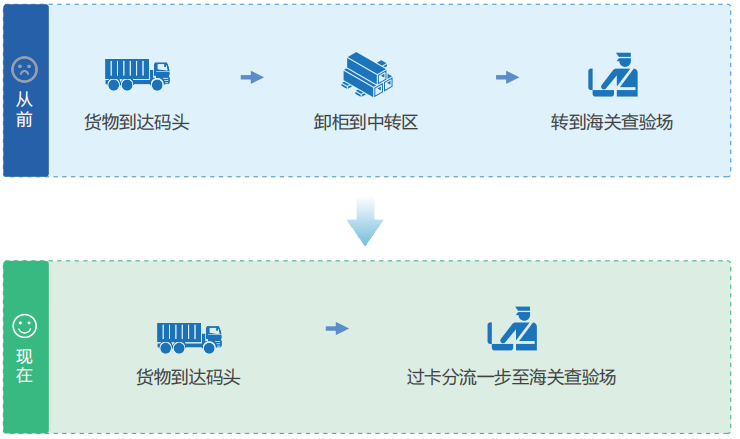 从前
货物到达码头
卸柜到中转区
转到海关查验场
现在
货物到达码头
过卡分流一步至海关查验场